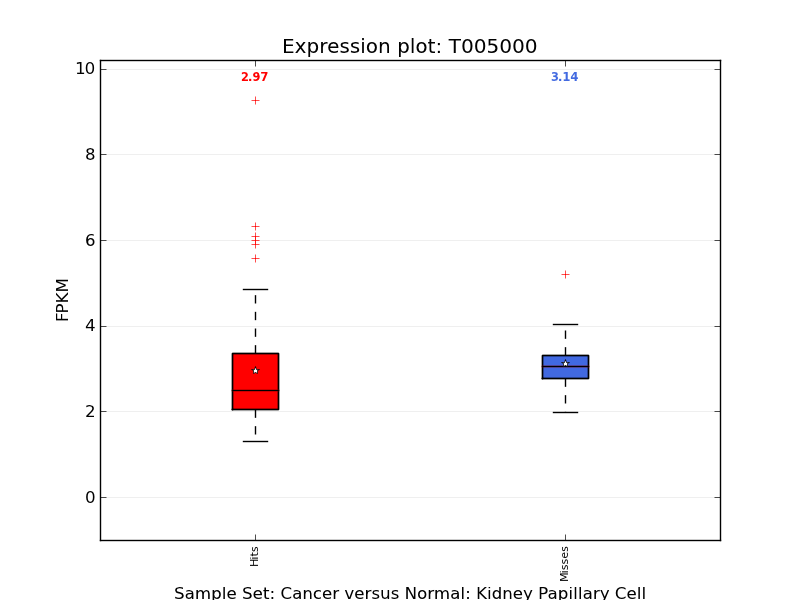 Expression plot: T005000
10
2.97
3.14
8
6
FPKM
4
2
0
Hits
Misses
Sample Set: Cancer versus Normal: Kidney Papillary Cell